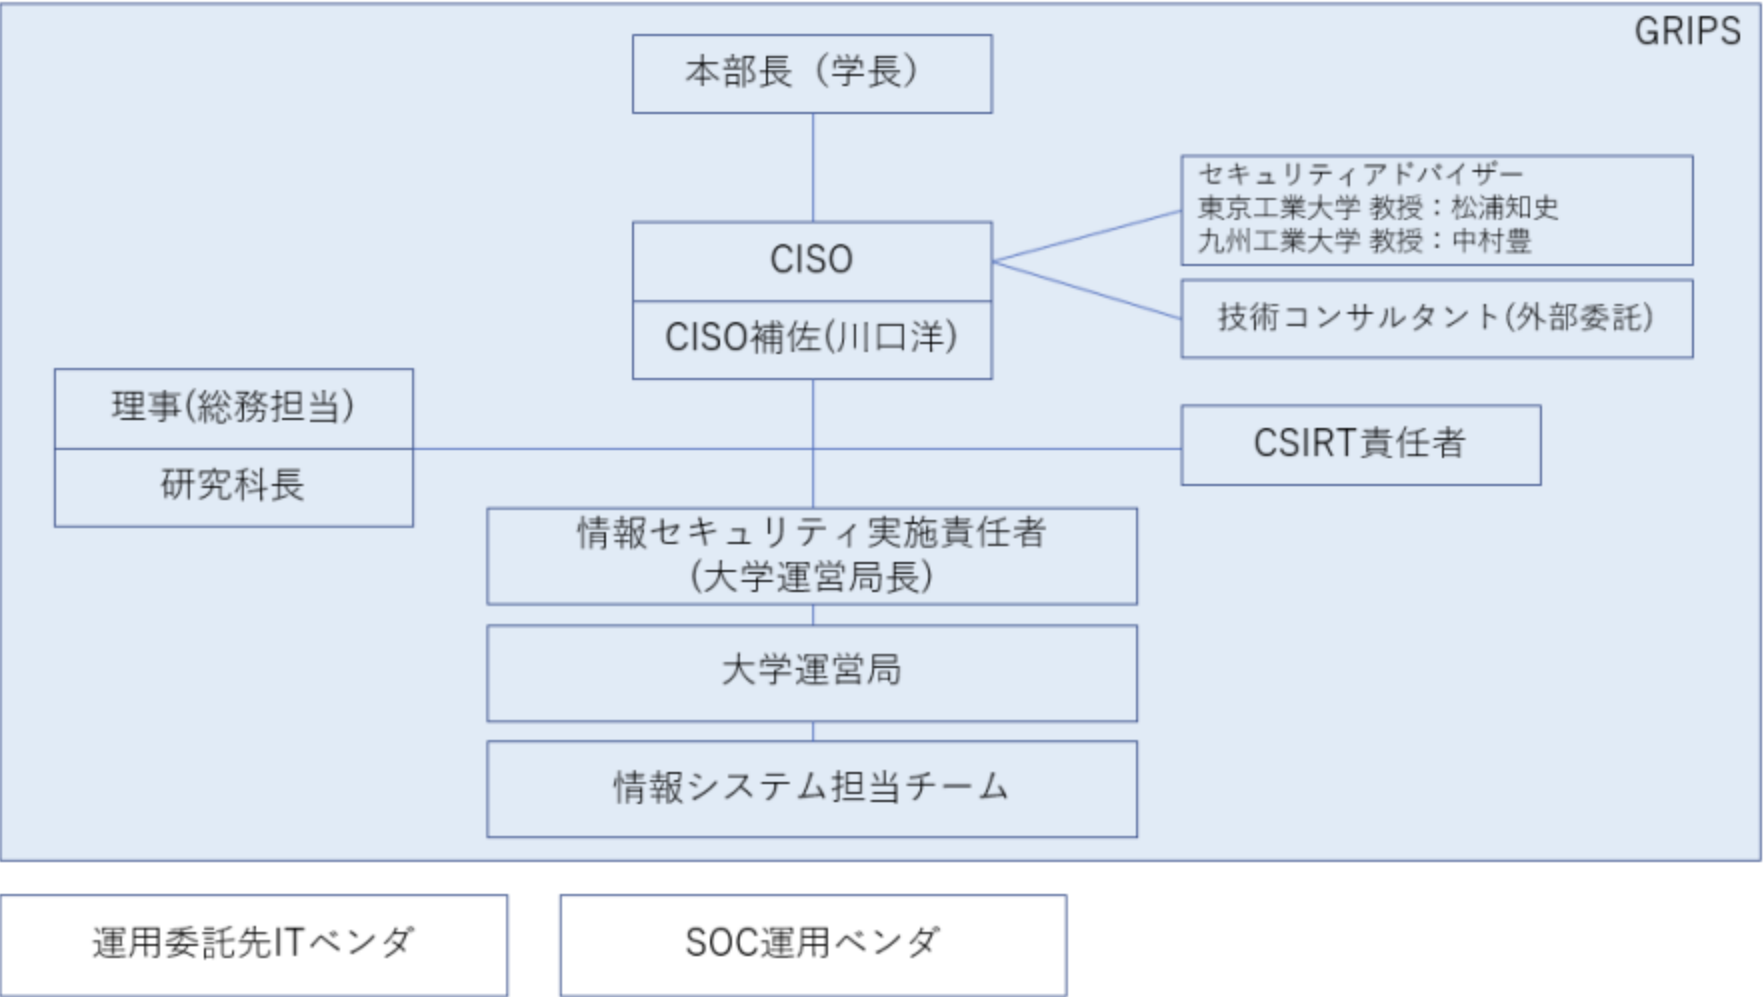 GRIPS
本部長（学長）
セキュリティアドバイザー
東京工業大学 教授：松浦知史
九州工業大学 教授：中村豊
CISO
技術コンサルタント(外部委託)
CISO補佐(川口洋)
理事(総務担当)
CSIRT責任者
研究科長
情報セキュリティ実施責任者
(大学運営局長)
大学運営局
情報システム担当チーム
運用委託先ITベンダ
SOC運用ベンダ